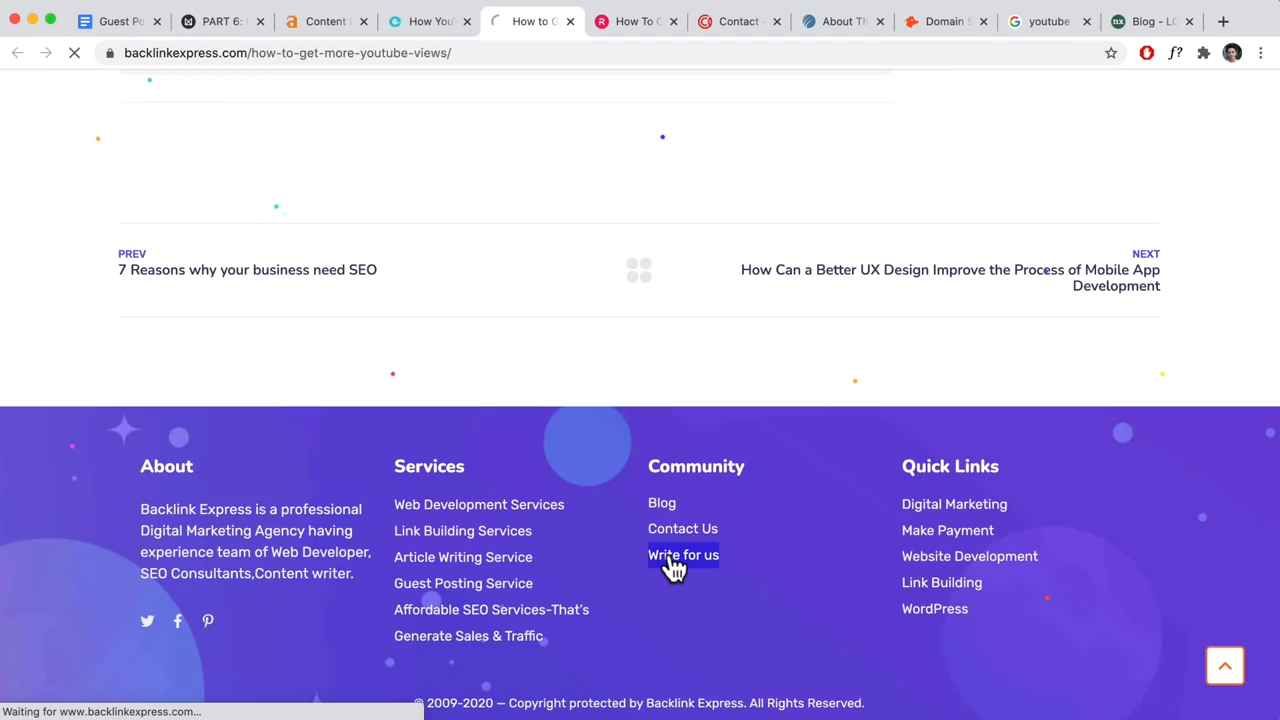 Guest Po
PART 6:
Content
How You
How to G
How To G
Contact -
About Th
Domain S
youtube
Blog - LC
backlinkexpress.com/how-to-get-more-youtube-views/
f?
PREV
7 Reasons why your business need SEO
NEXT
How Can a Better UX Design Improve the Process of Mobile App
Development
About
Backlink Express is a professional
Digital Marketing Agency having
experience team of Web Developer,
SEO Consultants,Content writer.
Services
Web Development Services
Link Building Services
Article Writing Service
Guest Posting Service
Affordable SEO Services-That's
Generate Sales & Traffic
Community
Blog
Contact Us
Write for us
Quick Links
Digital Marketing
Make Payment
Website Development
Link Building
WordPress
© 2009-2020 — Copyright protected by Backlink Express. All Rights Reserved.
Waiting for www.backlinkexpress.com...